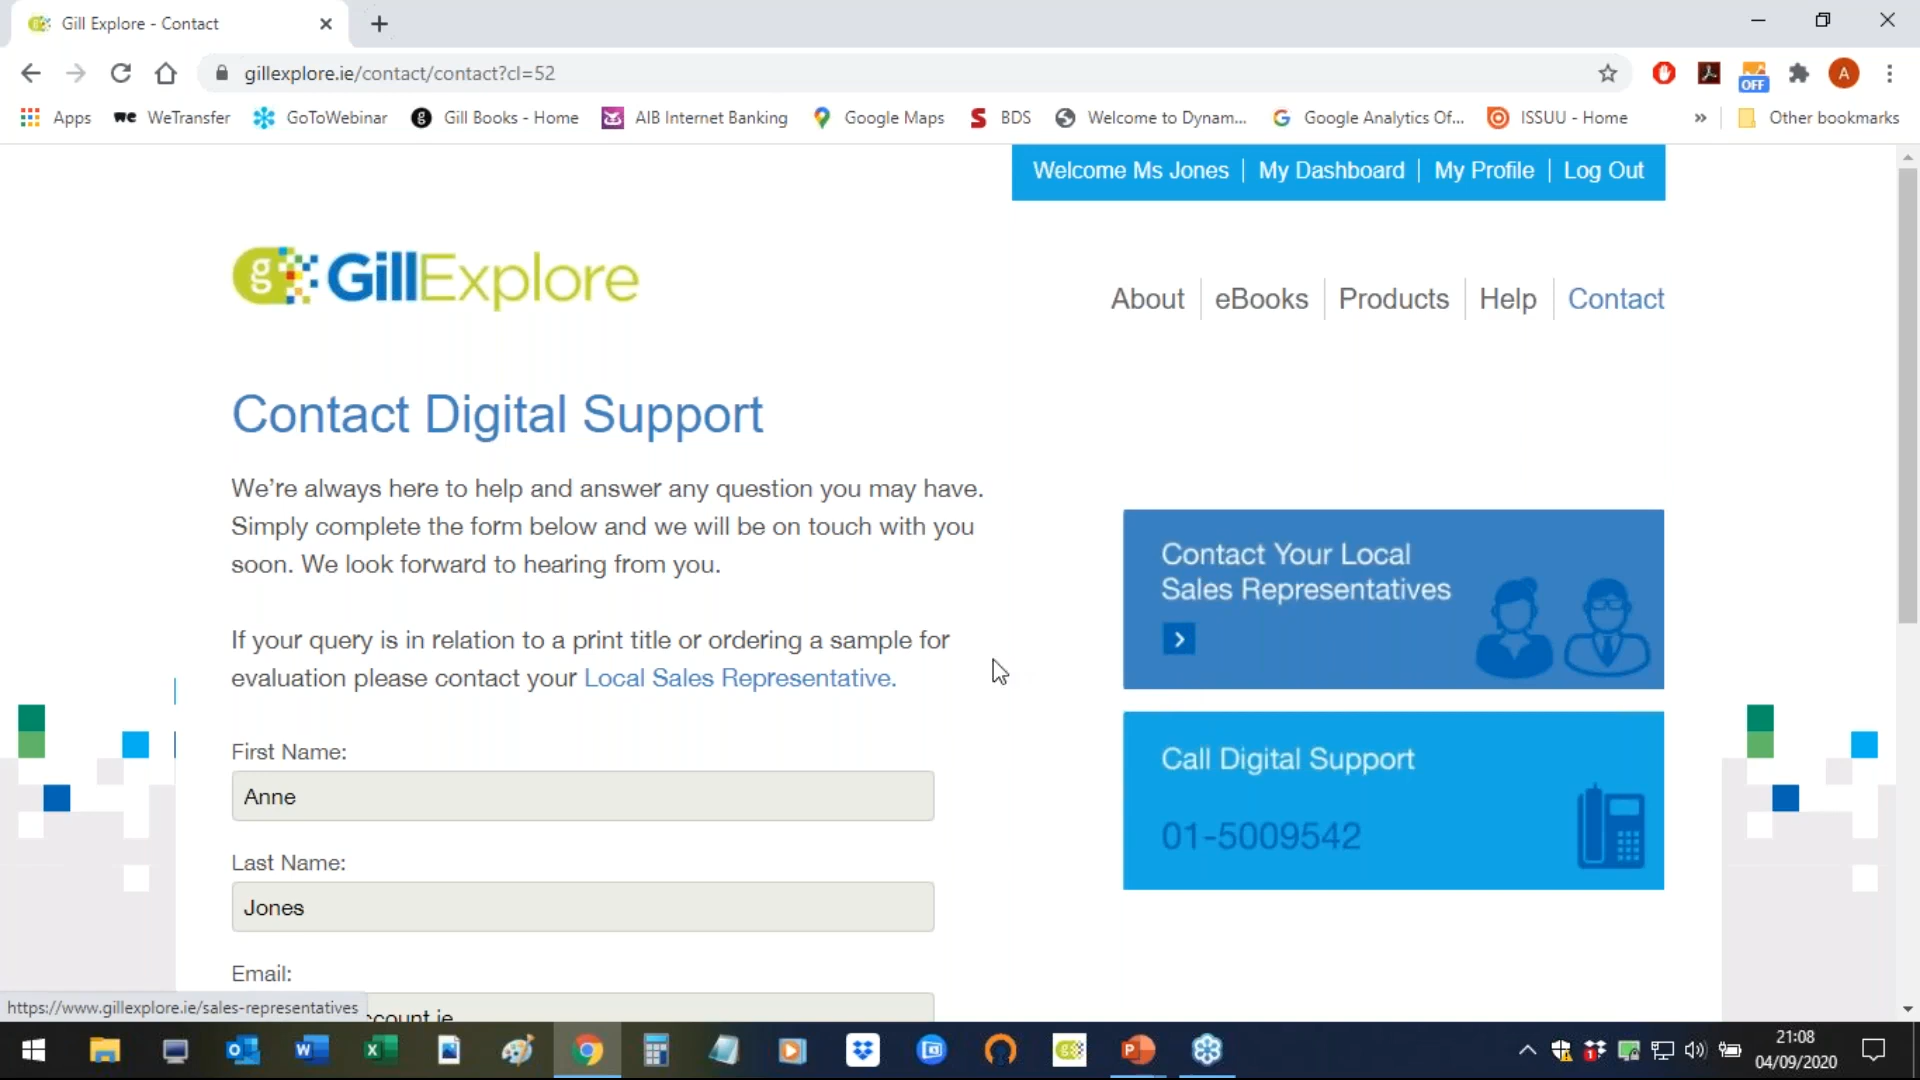 Gill Explore - Contact
gillexplore.ie/contact/contact?cl=52
A
OFF
Apps
WeTransfer
GoToWebinar
Gill Books - Home
AIB Internet Banking
Google Maps
BDS
Welcome to Dynam...
Google Analytics Of...
ISSUU - Home
»
Other bookmarks
Welcome Ms Jones | My Dashboard | My Profile | Log Out
g GillExplore
About | eBooks | Products | Help | Contact
Contact Digital Support
We're always here to help and answer any question you may have.
Simply complete the form below and we will be on touch with you
soon. We look forward to hearing from you.
If your query is in relation to a print title or ordering a sample for
evaluation please contact your Local Sales Representative.
Contact Your Local
Sales Representatives
Call Digital Support
01-5009542
First Name:
Anne
Last Name:
Jones
Email:
https://www.gillexplore.ie/sales-representatives
21:08
04/09/2020